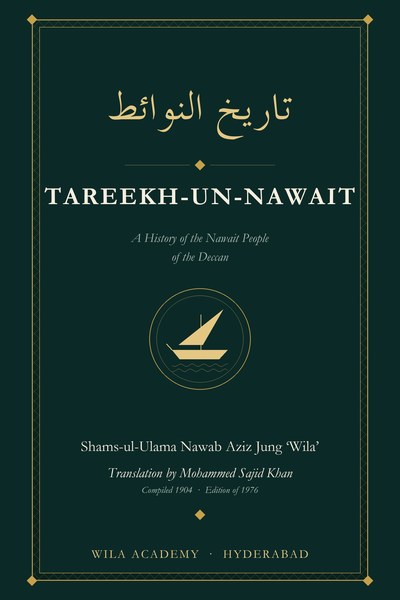 تاريخ النوائط
TAREEKH-UN-NAWAIT
A History of the Nawait People
of the Deccan
Shams-ul-Ulama Nawab Aziz Jung ‘Wila’
Translation by Mohammed Sajid Khan
Compiled 1904 · Edition of 1976
WILA ACADEMY · HYDERABAD